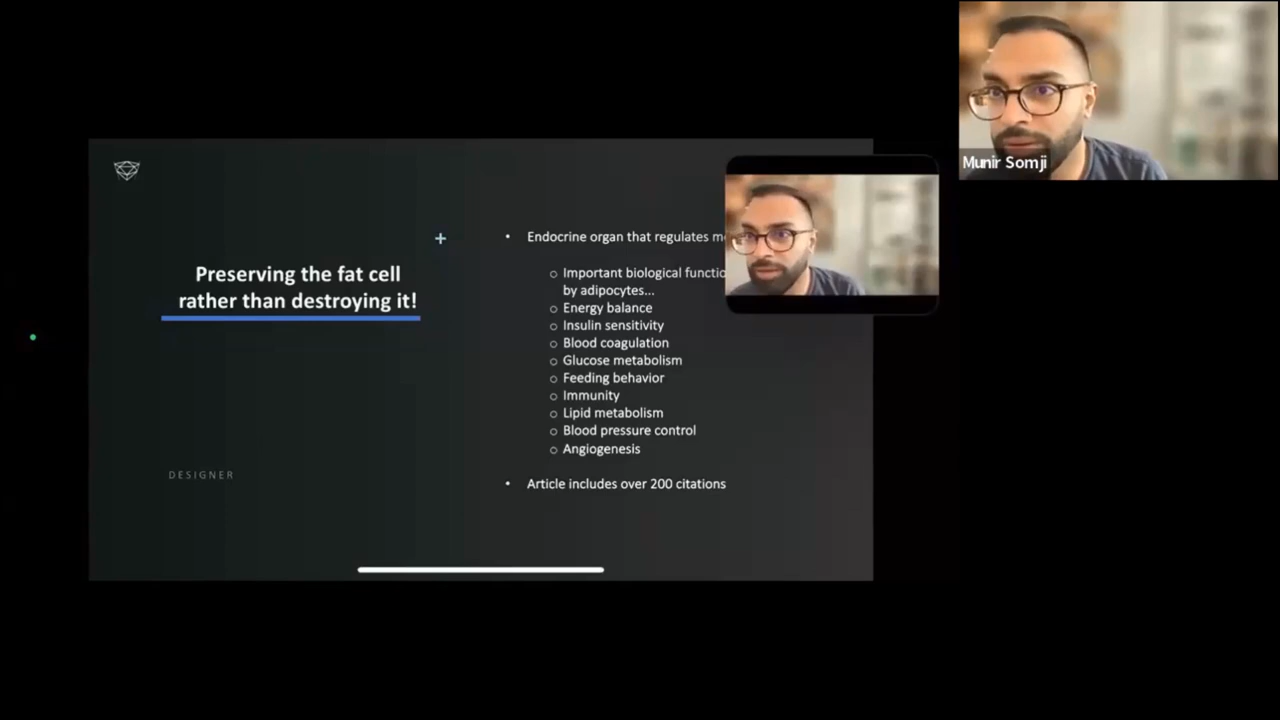 Munir Somji
Preserving the fat cell
rather than destroying it!
DESIGNER
• Endocrine organ that regulates
Important biological
by adipocytes...
Energy balance
Insulin sensitivity
Blood coagulation
Glucose metabolism
Feeding behavior
Immunity
Lipid metabolism
Blood pressure control
Angiogenesis
• Article includes over 200 citations